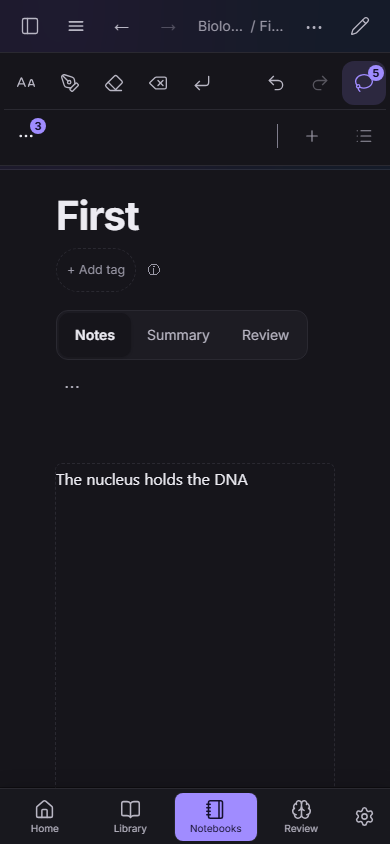 Biolo... / Fi... ...
AA
5
...
3
First
+ Add tag
Notes Summary Review
...
The nucleus holds the DNA
Home Library Notebooks Review